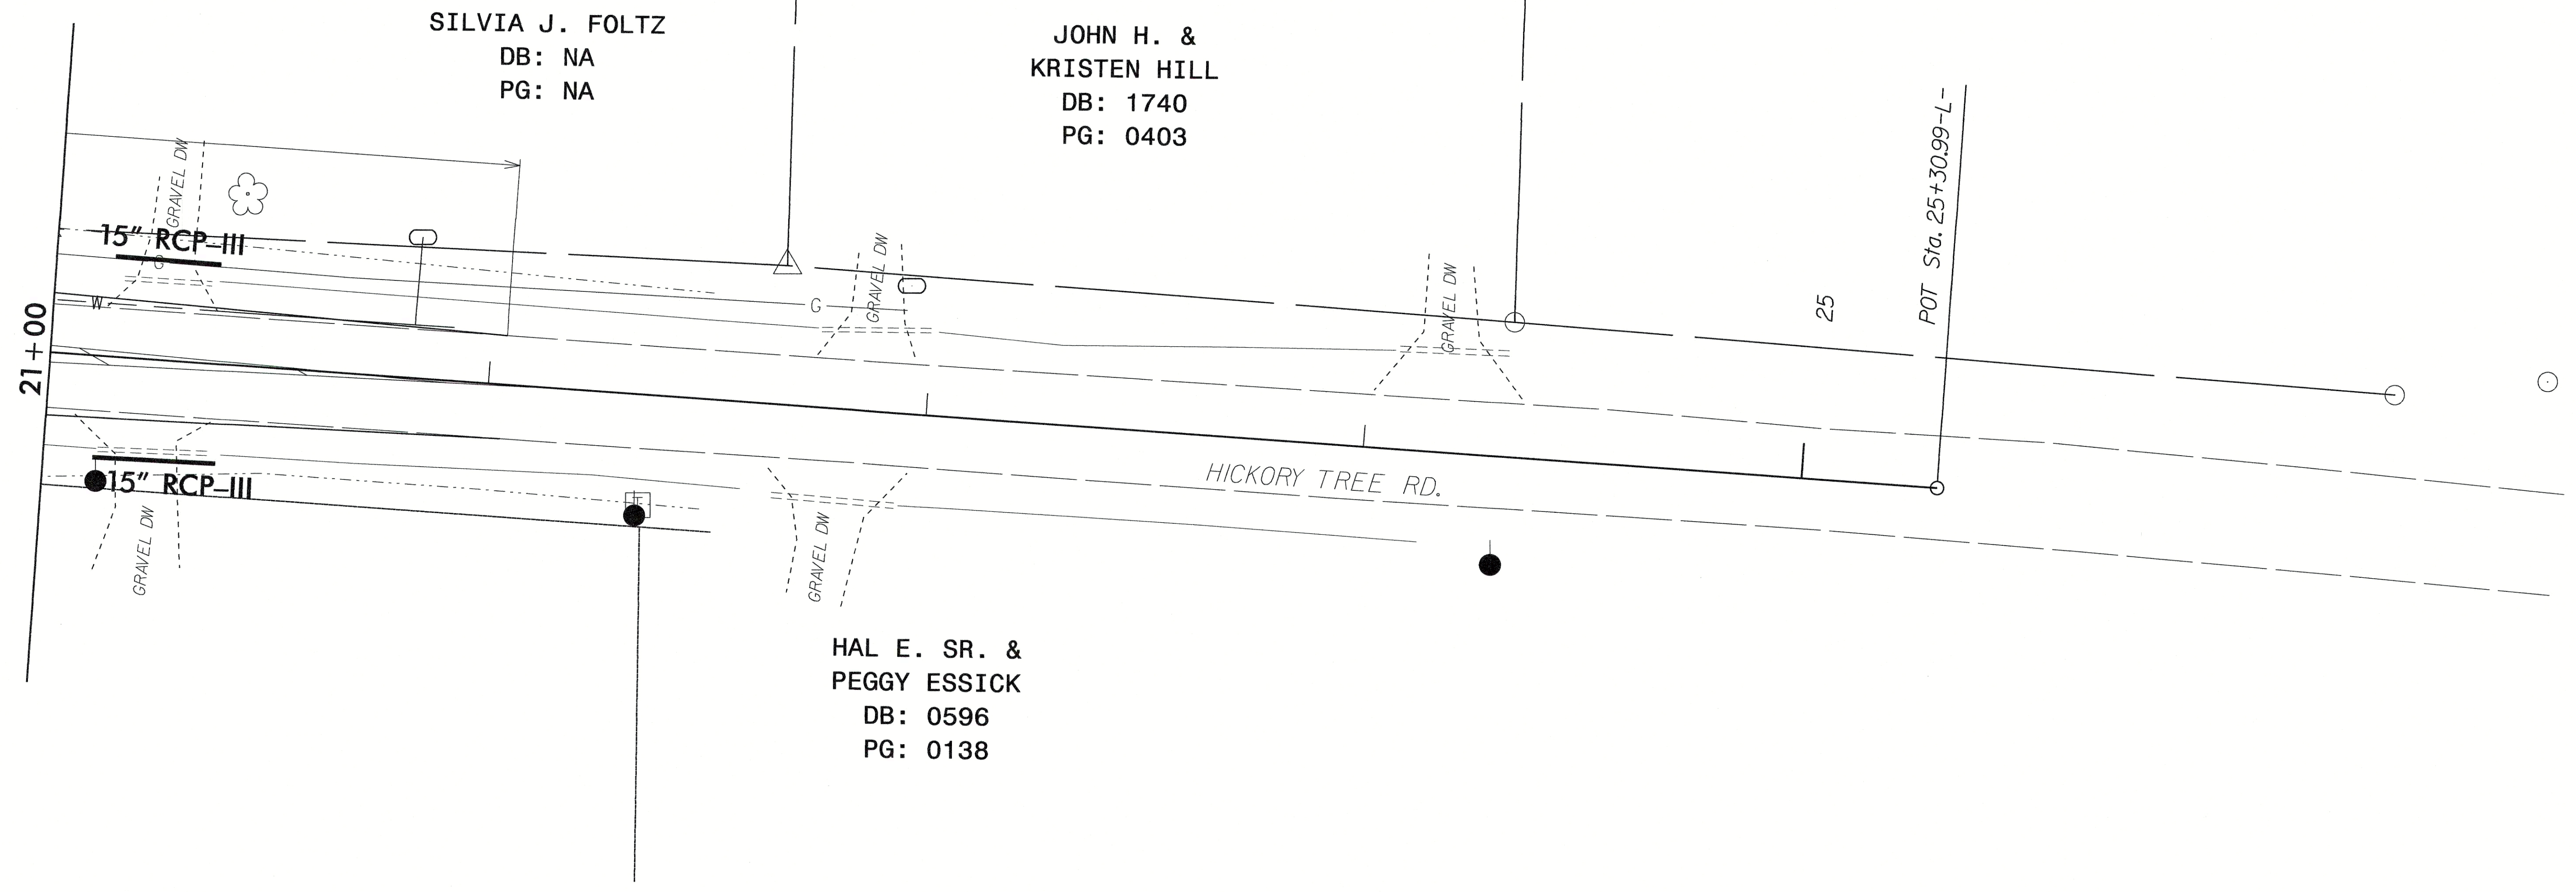 SILVIA J. FOLTZ
DB: NA
PG: NA
JOHN H. &
KRISTEN HILL
DB: 1740
PG: 0403
GRAVEL DW
15" RCP-III
G
W
21+00
G
GRAVEL DW
GRAVEL DW
25
POT Sta. 25+30.99-L-
15" RCP-III
GRAVEL DW
T
GRAVEL DW
HICKORY TREE RD.
HAL E. SR. &
PEGGY ESSICK
DB: 0596
PG: 0138